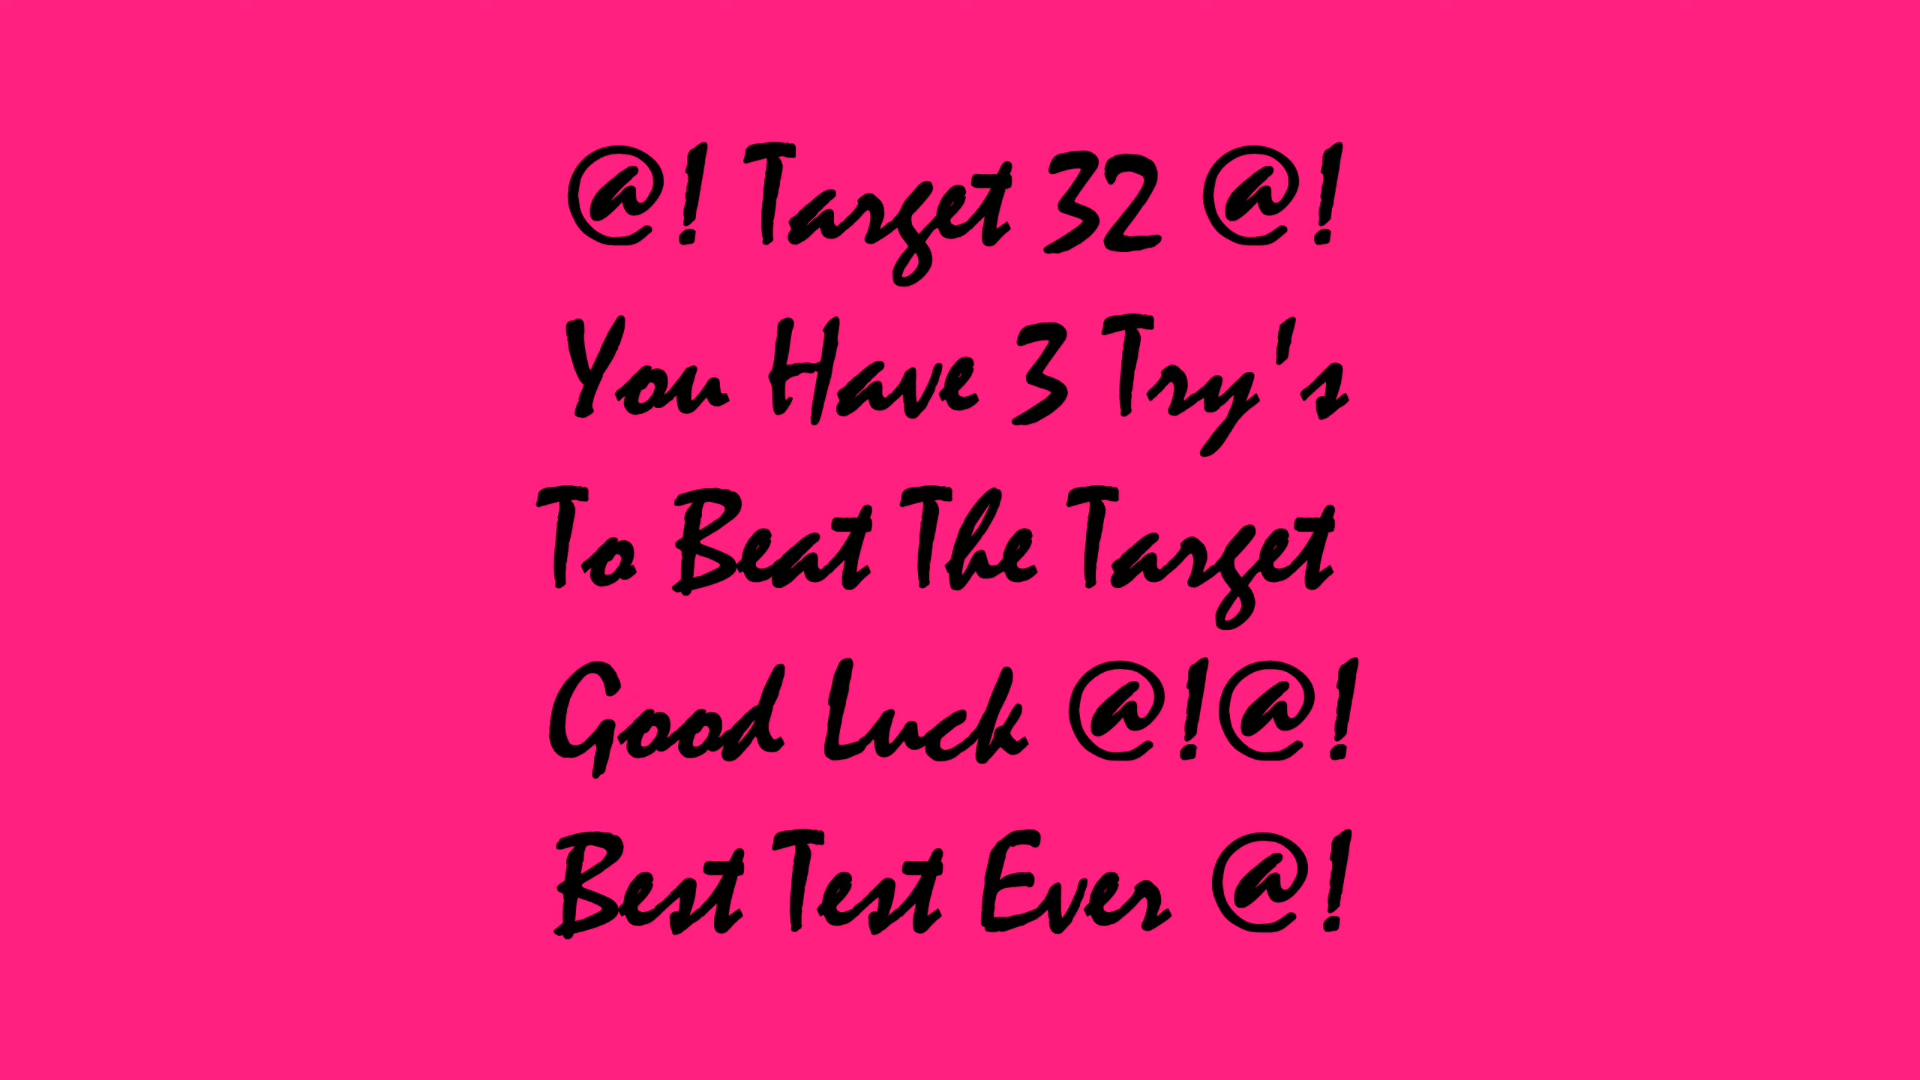 @! Target 32 @!
You Have 3 Try's
To Beat The Target
Good Luck @!@!
Best Test Ever @!